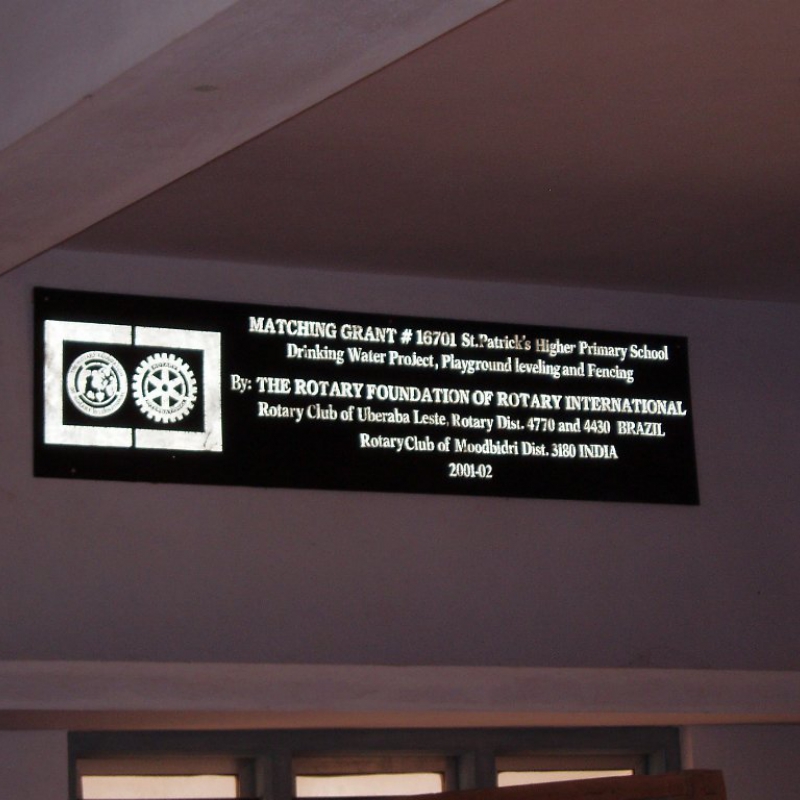 MATCHING GRANT # 16701 St.Patrick's Higher Primary School
Drinking Water Project, Playground leveling and Fencing
By: THE ROTARY FOUNDATION OF ROTARY INTERNATIONAL
Rotary Club of Uberaba Leste, Rotary Dist. 4770 and 4430 BRAZIL
Rotary Club of Moodbidri Dist. 3180 INDIA
2001-02